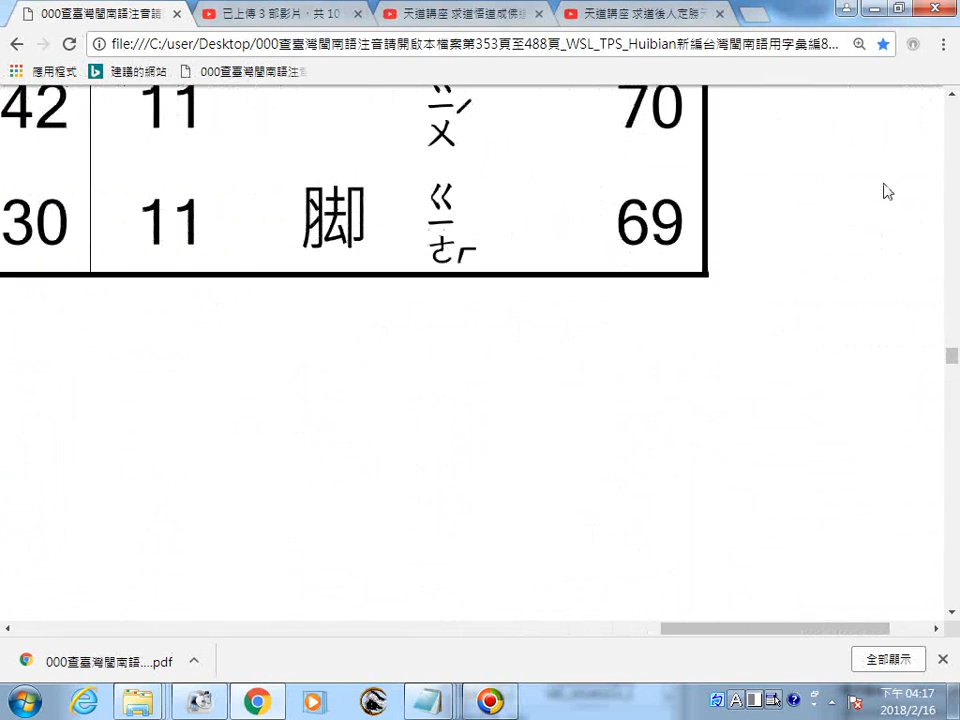 000查臺灣閩南語注音請
已上傳 3 部影片，共 10
天道講座 求道悟道成佛
天道講座 求道後人定勝
file:///C:/user/Desktop/000查臺灣閩南語注音請開啟本檔案第353頁至488頁_WSL_TPS_Huibian新編台灣閩南語用字彙編8...
應用程式
建議的網站
000查臺灣閩南語注音
42 11 ㄧˊ 70
ㄨ
30 11 脚 ㄍ 69
ㄧ
ㄜ
000查臺灣閩南語....pdf
全部顯示
A
下午 04:17
2018/2/16